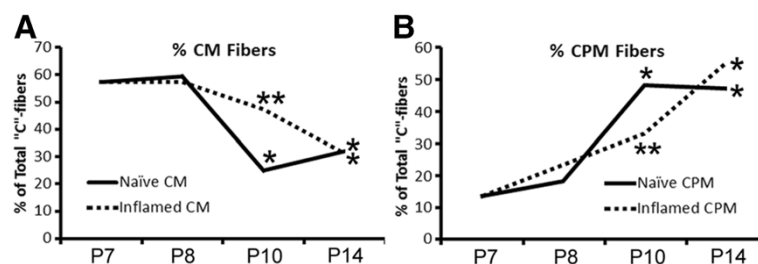 A
% CM Fibers
% of Total "C"-fibers
70
60
50
40
30
20
10
0
**
*
*
*
Naïve CM
Inflamed CM
P7 P8 P10 P14
B
% CPM Fibers
% of Total "C"-fibers
60
50
40
30
20
10
0
*
*
*
**
Naïve CPM
Inflamed CPM
P7 P8 P10 P14